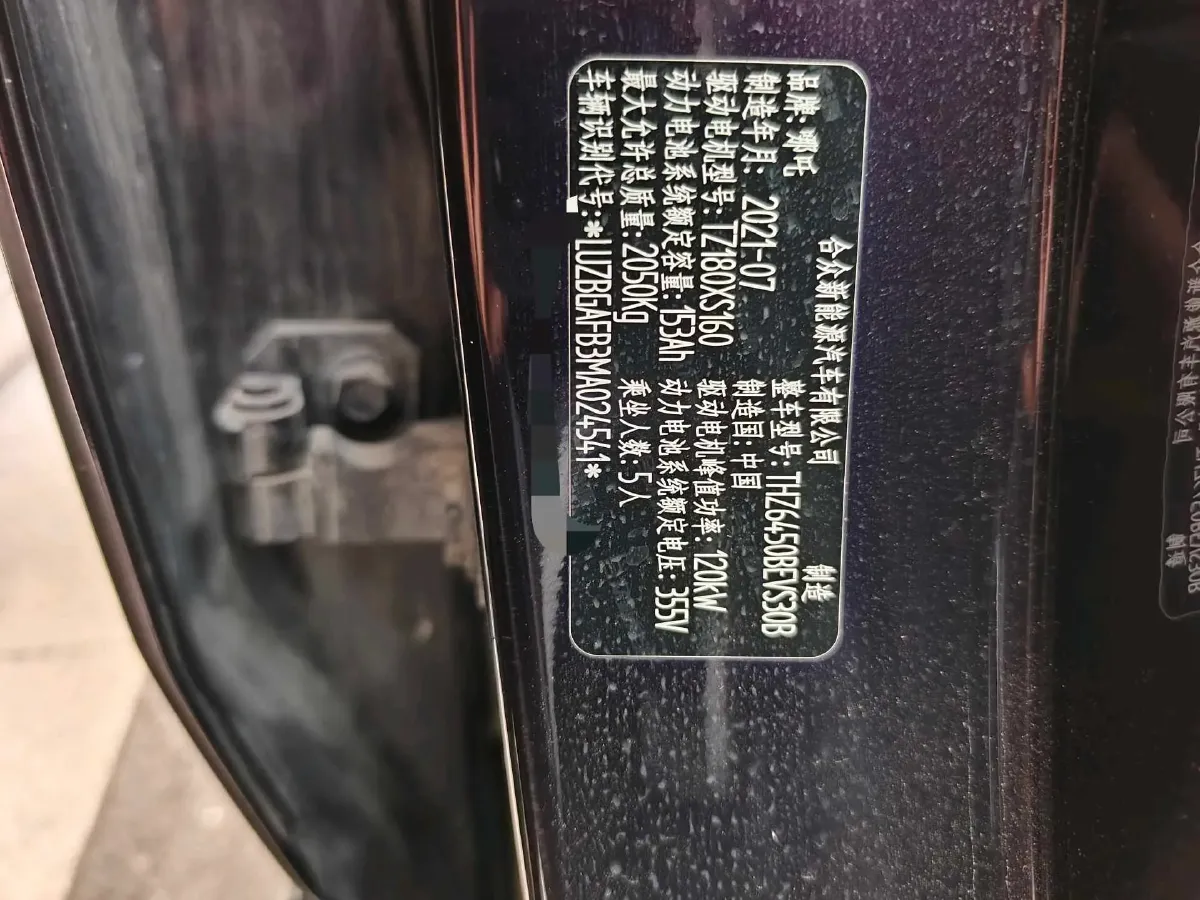 合众新能源汽车有限公司 制造
品牌:哪吒 整车型号:THZ6450BEVS30B
制造年月: 2021-07 制造国:中国
驱动电机型号:TZ180XS160 驱动电机峰值功率:120kW
动力电池系统额定容量:153Ah 动力电池系统额定电压:355V
最大允许总质量:2050Kg 乘坐人数:5人
车辆识别代号:*LUZBGAFB3MA024541*